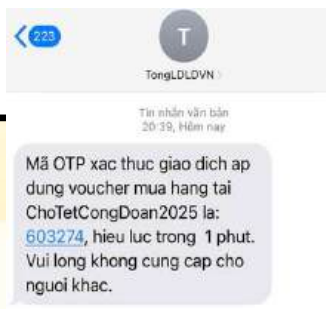 223
T
TongLDLDVN
Tin nhắn văn bản
20:39, Hôm nay
Mã OTP xac thuc giao dich ap
dung voucher mua hang tai
ChoTetCongDoan2025 la:
603274, hieu luc trong 1 phut.
Vui long khong cung cap cho
nguoi khac.